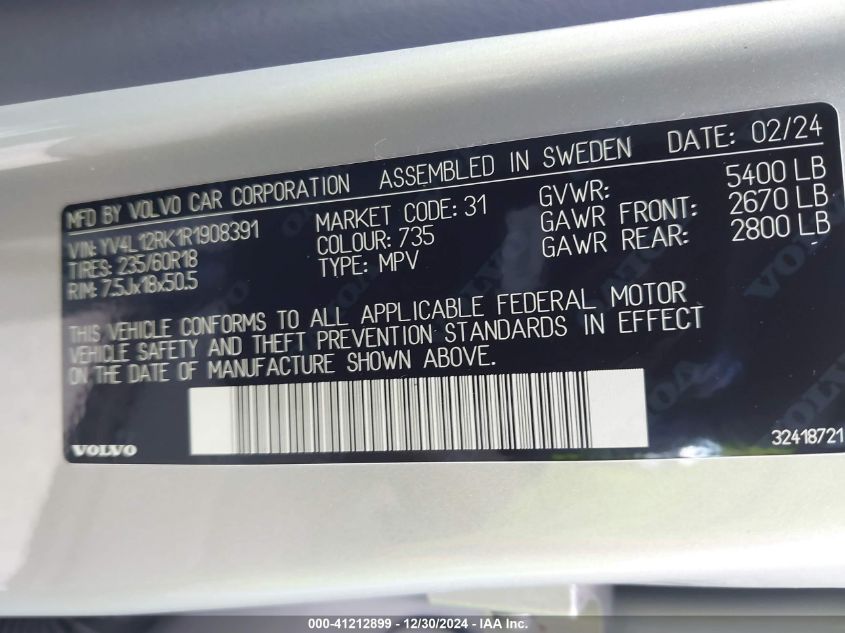 MFD BY VOLVO CAR CORPORATION ASSEMBLED IN SWEDEN DATE: 02/24
VIN: YV4L12RK1R1908391 MARKET CODE: 31 GVWR: 5400 LB
TIRES: 235/60R18 COLOUR: 735 GAWR FRONT: 2670 LB
RIM: 7.5Jx18x50.5 TYPE: MPV GAWR REAR: 2800 LB
THIS VEHICLE CONFORMS TO ALL APPLICABLE FEDERAL MOTOR
VEHICLE SAFETY AND THEFT PREVENTION STANDARDS IN EFFECT
ON THE DATE OF MANUFACTURE SHOWN ABOVE.
VOLVO 32418721
000-41212899 - 12/30/2024 - IAA Inc.